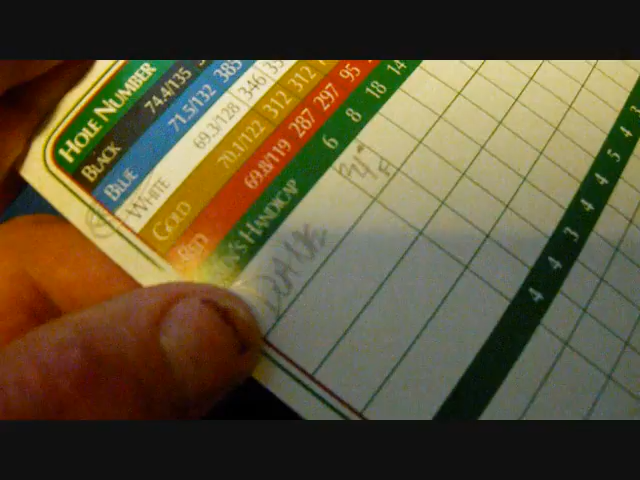 HOLE NUMBER
BLACK 74.4/135
BLUE 71.5/132 385
WHITE 69.3/128 346
GOLD 70.1/122 312 312
RED 69.8/119 287 297 95
HANDICAP 6 8 18 14
4 4 3 4 4 5 4